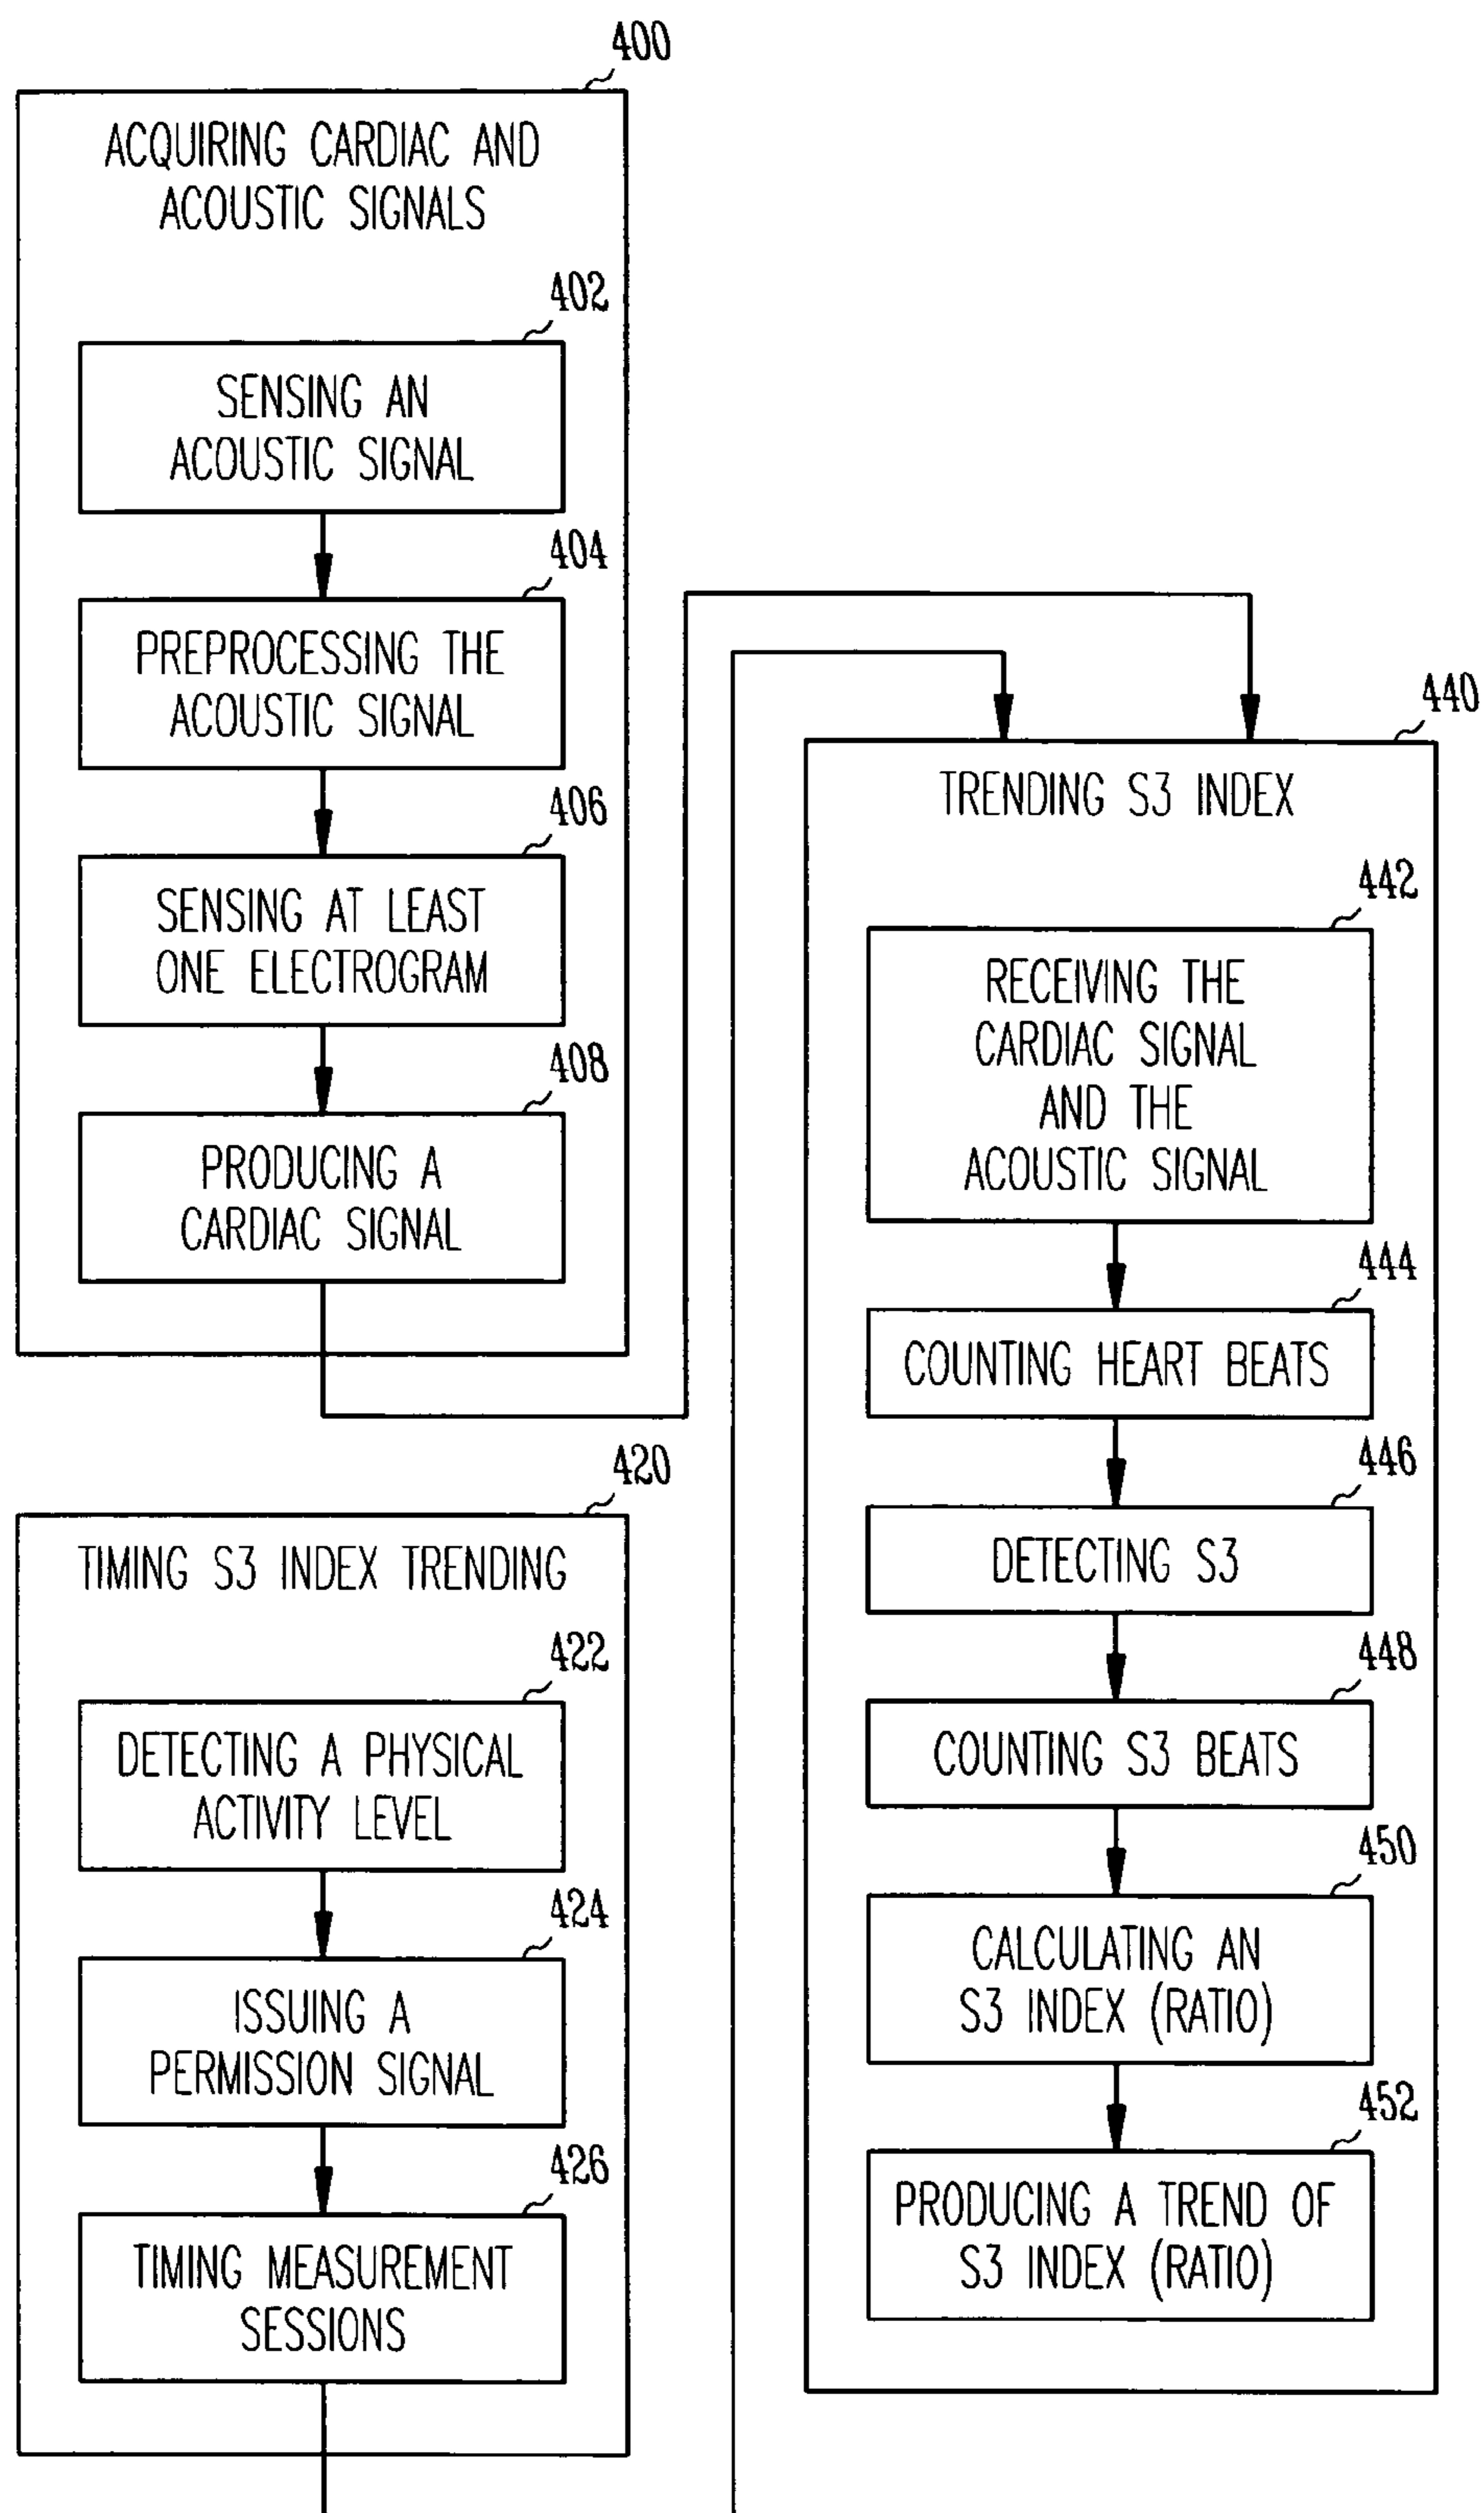 400
ACQUIRING CARDIAC AND
ACOUSTIC SIGNALS
402
SENSING AN
ACOUSTIC SIGNAL
404
PREPROCESSING THE
ACOUSTIC SIGNAL
406
SENSING AT LEAST
ONE ELECTROGRAM
408
PRODUCING A
CARDIAC SIGNAL
420
TIMING S3 INDEX TRENDING
422
DETECTING A PHYSICAL
ACTIVITY LEVEL
424
ISSUING A
PERMISSION SIGNAL
426
TIMING MEASUREMENT
SESSIONS
440
TRENDING S3 INDEX
442
RECEIVING THE
CARDIAC SIGNAL
AND THE
ACOUSTIC SIGNAL
444
COUNTING HEART BEATS
446
DETECTING S3
448
COUNTING S3 BEATS
450
CALCULATING AN
S3 INDEX (RATIO)
452
PRODUCING A TREND OF
S3 INDEX (RATIO)